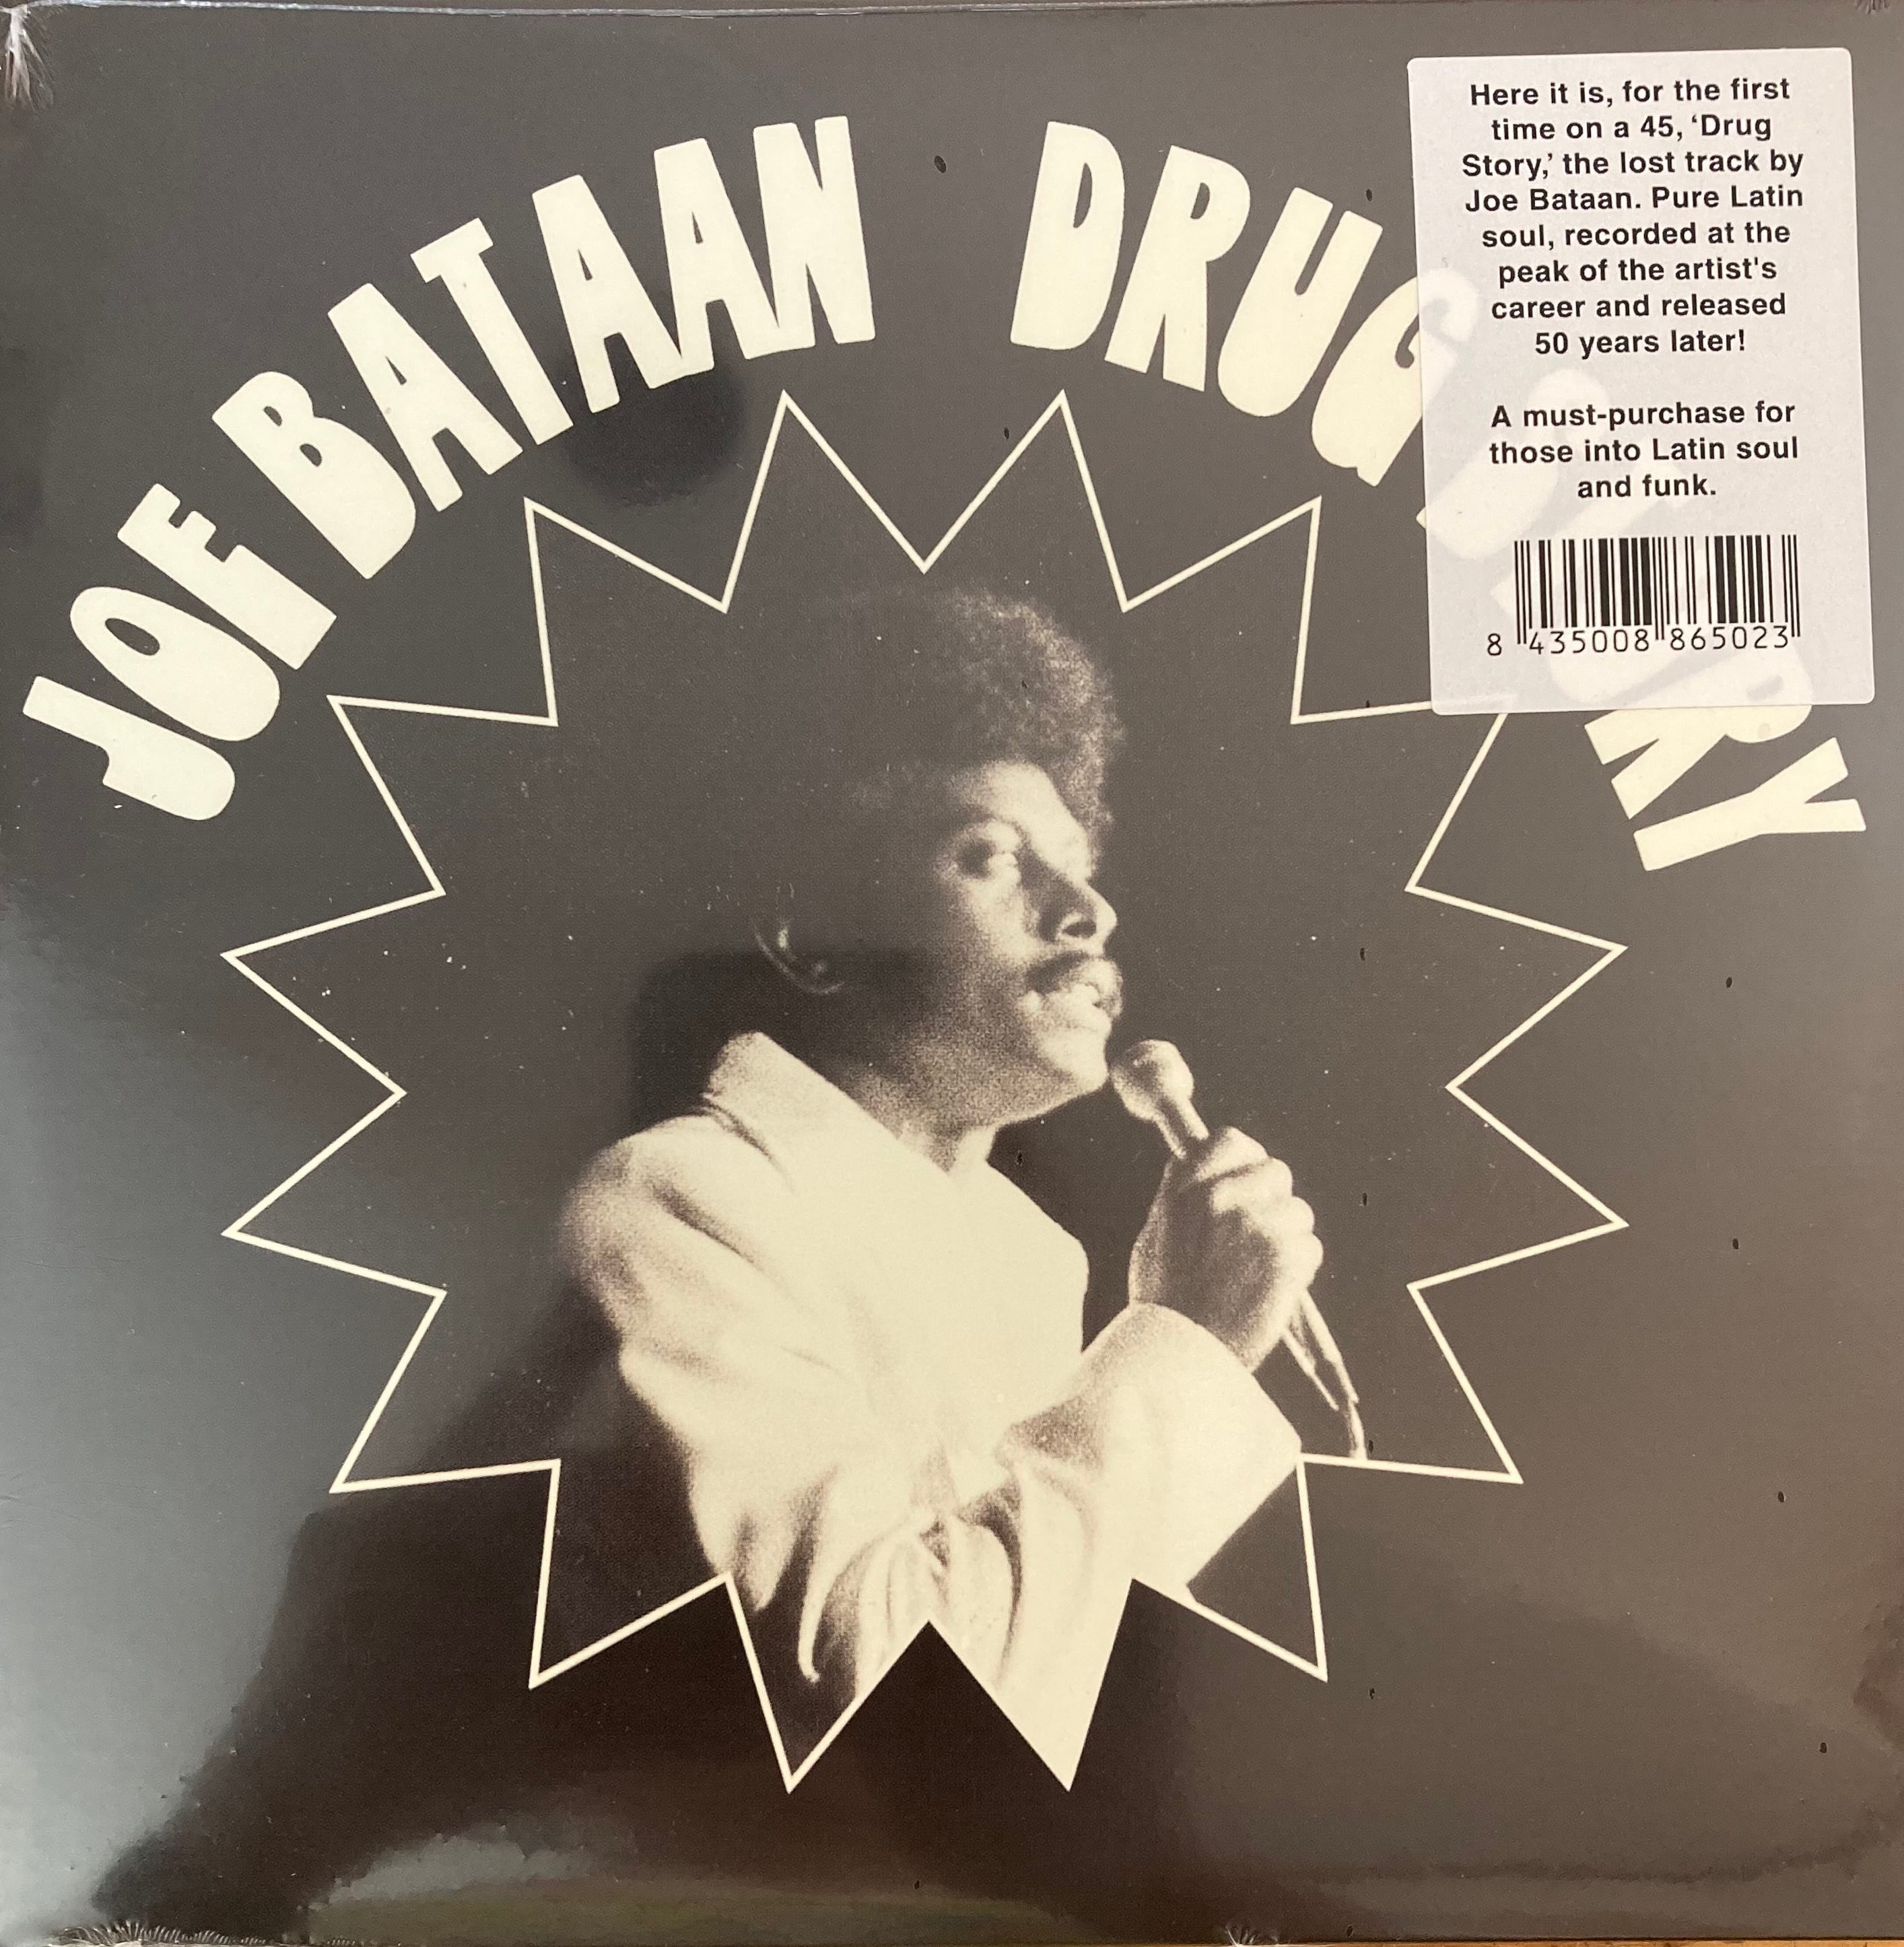 JOE BATAAN DRUG STORY
Here it is, for the first
time on a 45, ‘Drug
Story,’ the lost track by
Joe Bataan. Pure Latin
soul, recorded at the
peak of the artist's
career and released
50 years later!
A must-purchase for
those into Latin soul
and funk.
8 435008 865023